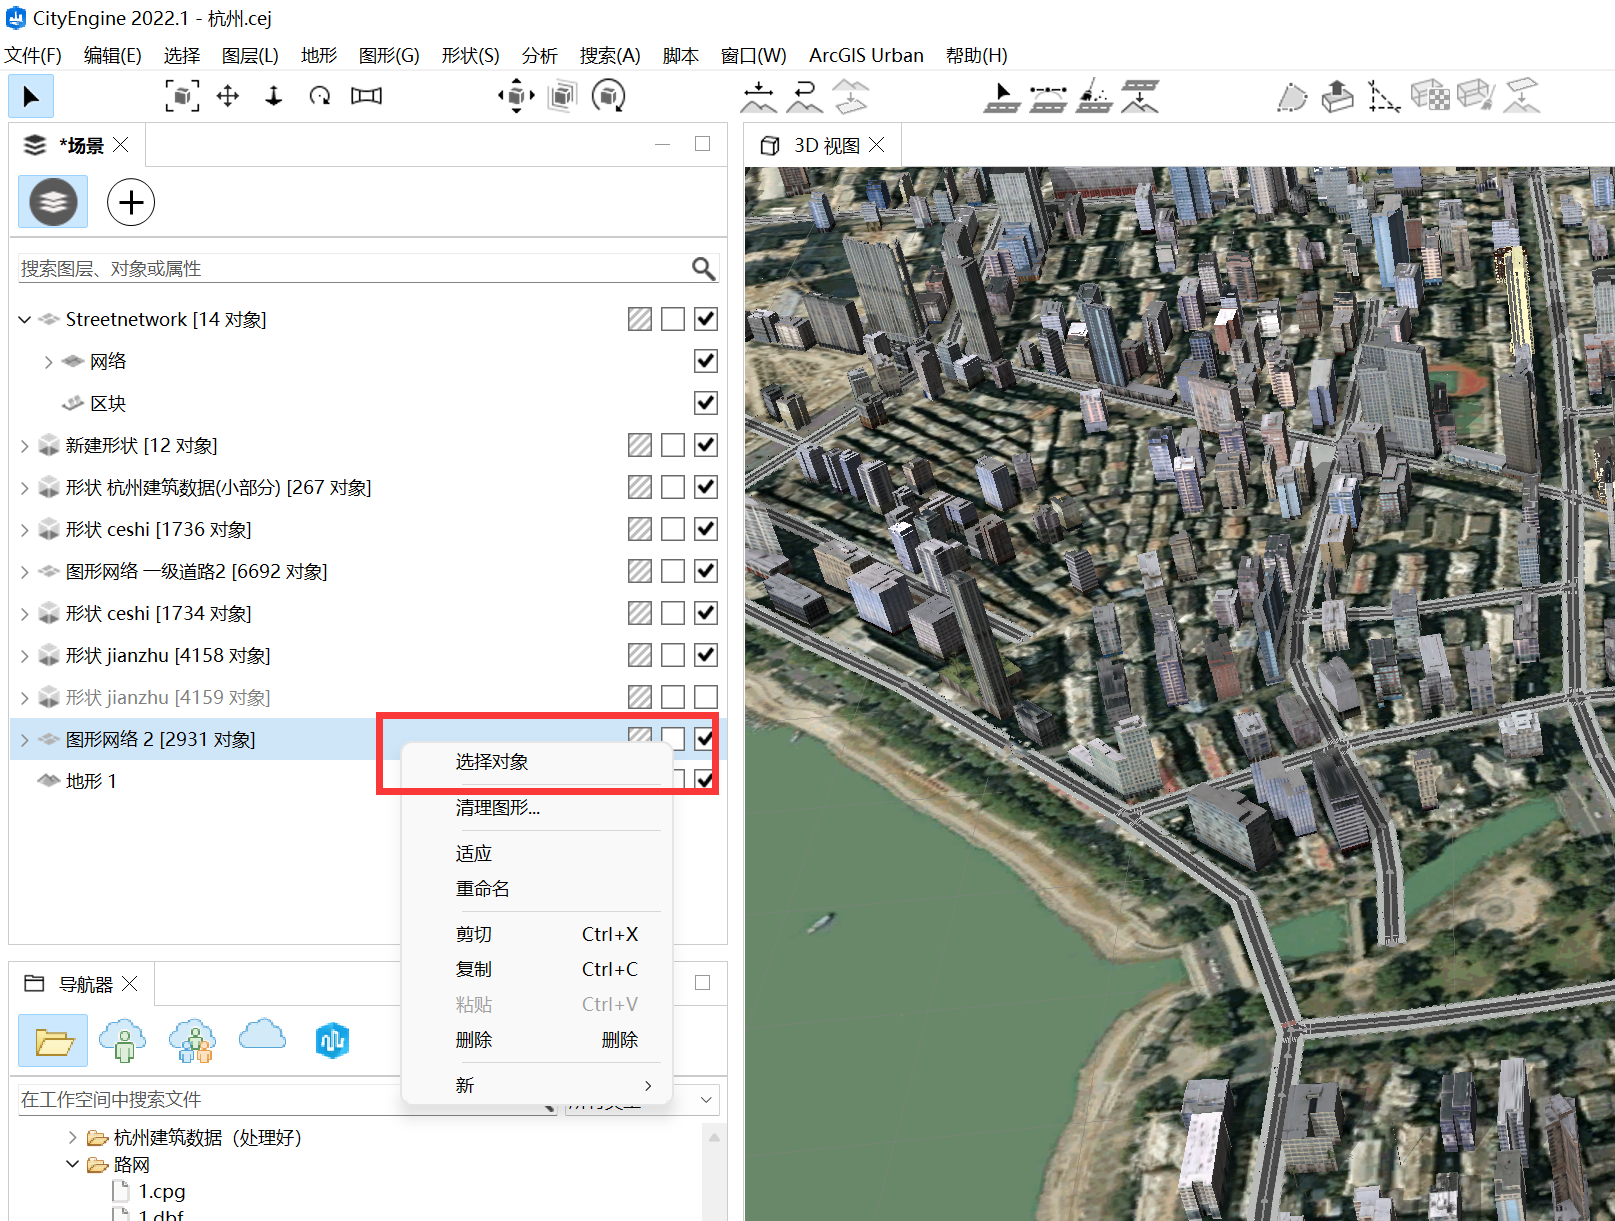 CityEngine 2022.1 - 杭州.cej
文件(F) 编辑(E) 选择 图层(L) 地形 图形(G) 形状(S) 分析 搜索(A) 脚本 窗口(W) ArcGIS Urban 帮助(H)
*场景
3D 视图
搜索图层、对象或属性
Streetnetwork [14 对象]
网络
区块
新建形状 [12 对象]
形状 杭州建筑数据(小部分) [267 对象]
形状 ceshi [1736 对象]
图形网络 一级道路2 [6692 对象]
形状 ceshi [1734 对象]
形状 jianzhu [4158 对象]
形状 jianzhu [4159 对象]
图形网络 2 [2931 对象]
地形 1
选择对象
清理图形...
适应
重命名
剪切 Ctrl+X
复制 Ctrl+C
粘贴 Ctrl+V
删除 删除
新
导航器
在工作空间中搜索文件
杭州建筑数据（处理好）
路网
1.cpg
1.dbf